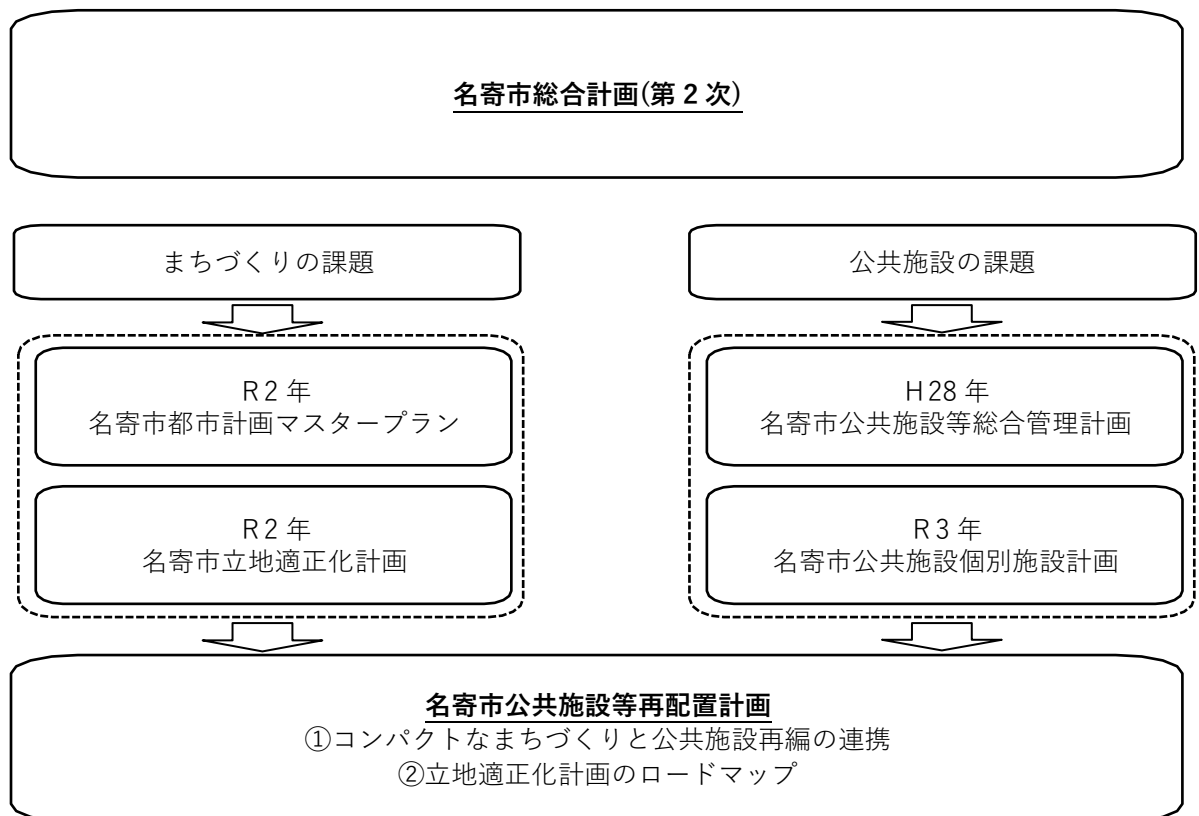 名寄市総合計画(第2次)
まちづくりの課題
R2年
名寄市都市計画マスタープラン
R2年
名寄市立地適正化計画
公共施設の課題
H28年
名寄市公共施設等総合管理計画
R3年
名寄市公共施設個別施設計画
名寄市公共施設等再配置計画
①コンパクトなまちづくりと公共施設再編の連携
②立地適正化計画のロードマップ